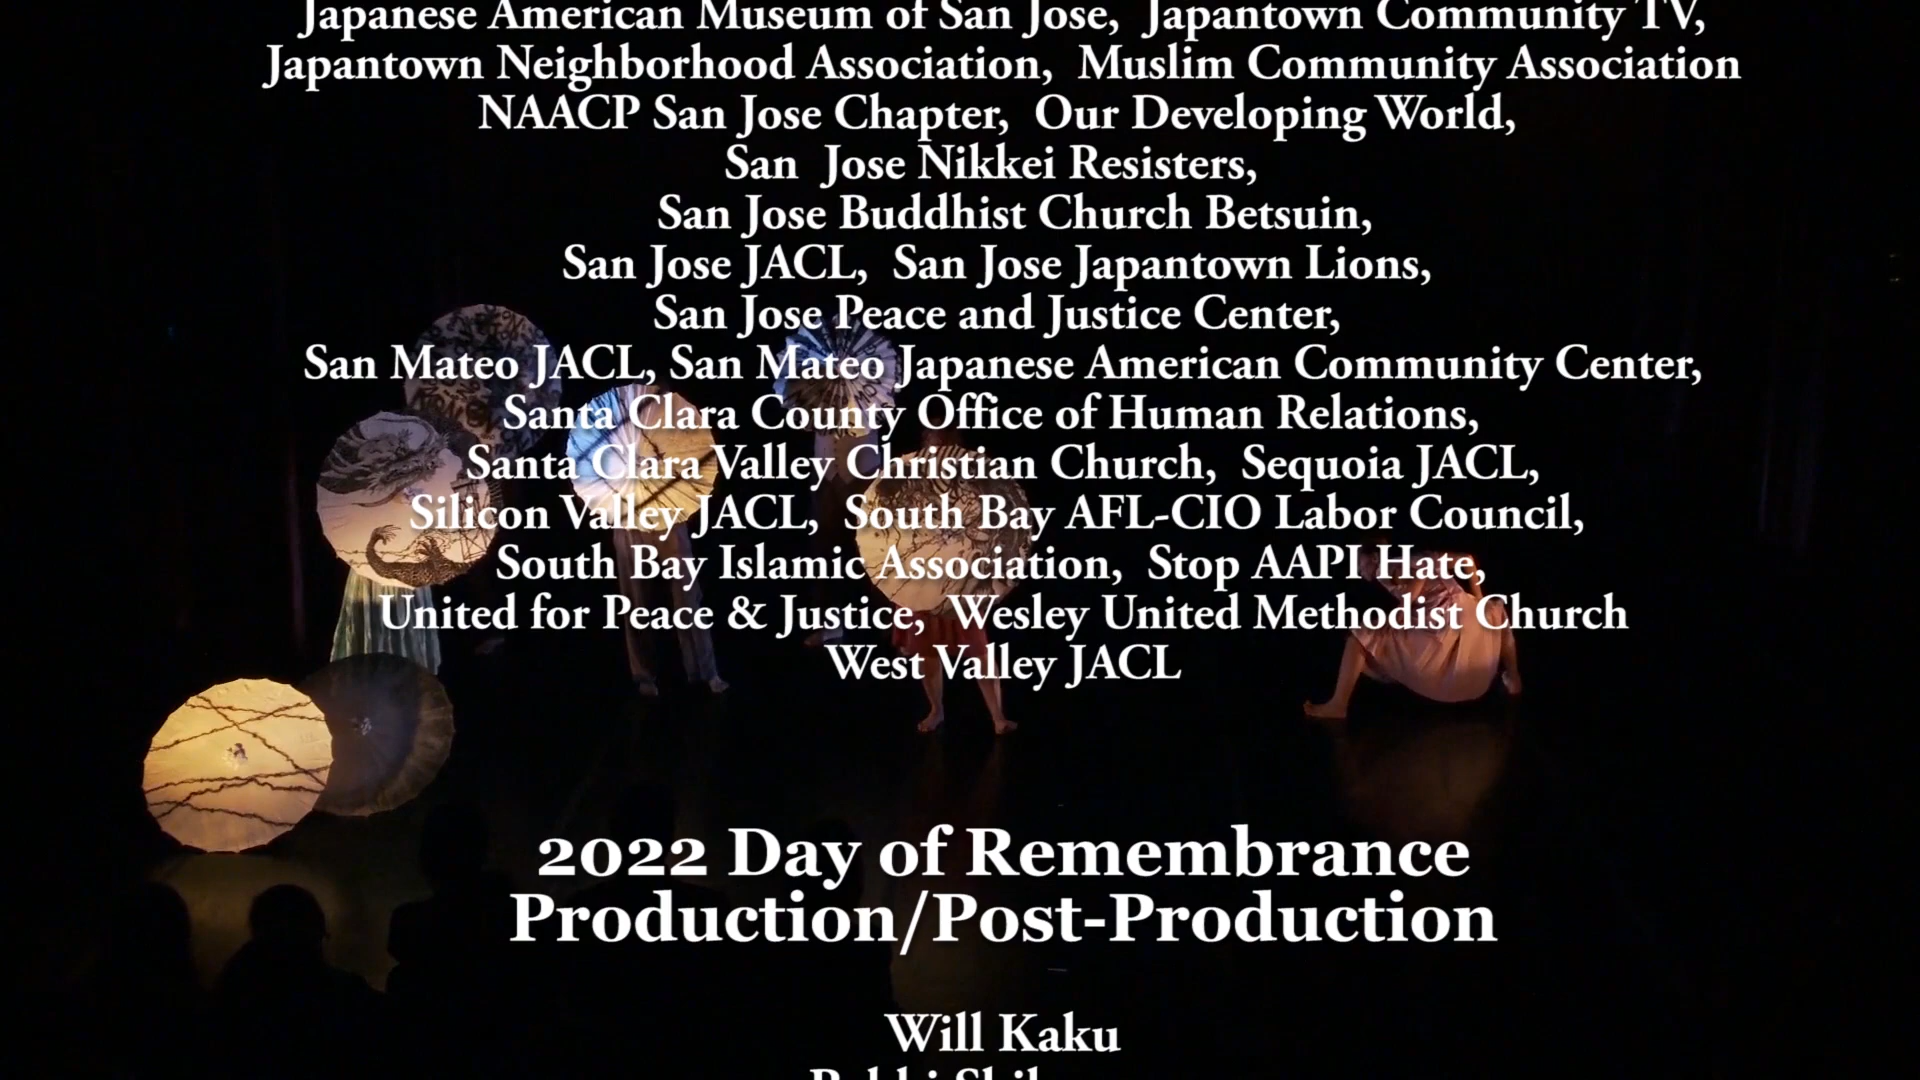 Japanese American Museum of San Jose, Japantown Community TV,
Japantown Neighborhood Association, Muslim Community Association
NAACP San Jose Chapter, Our Developing World,
San Jose Nikkei Resisters,
San Jose Buddhist Church Betsuin,
San Jose JACL, San Jose Japantown Lions,
San Jose Peace and Justice Center,
San Mateo JACL, San Mateo Japanese American Community Center,
Santa Clara County Office of Human Relations,
Santa Clara Valley Christian Church, Sequoia JACL,
Silicon Valley JACL, South Bay AFL-CIO Labor Council,
South Bay Islamic Association, Stop AAPI Hate,
United for Peace & Justice, Wesley United Methodist Church
West Valley JACL
2022 Day of Remembrance
Production/Post-Production
Will Kaku